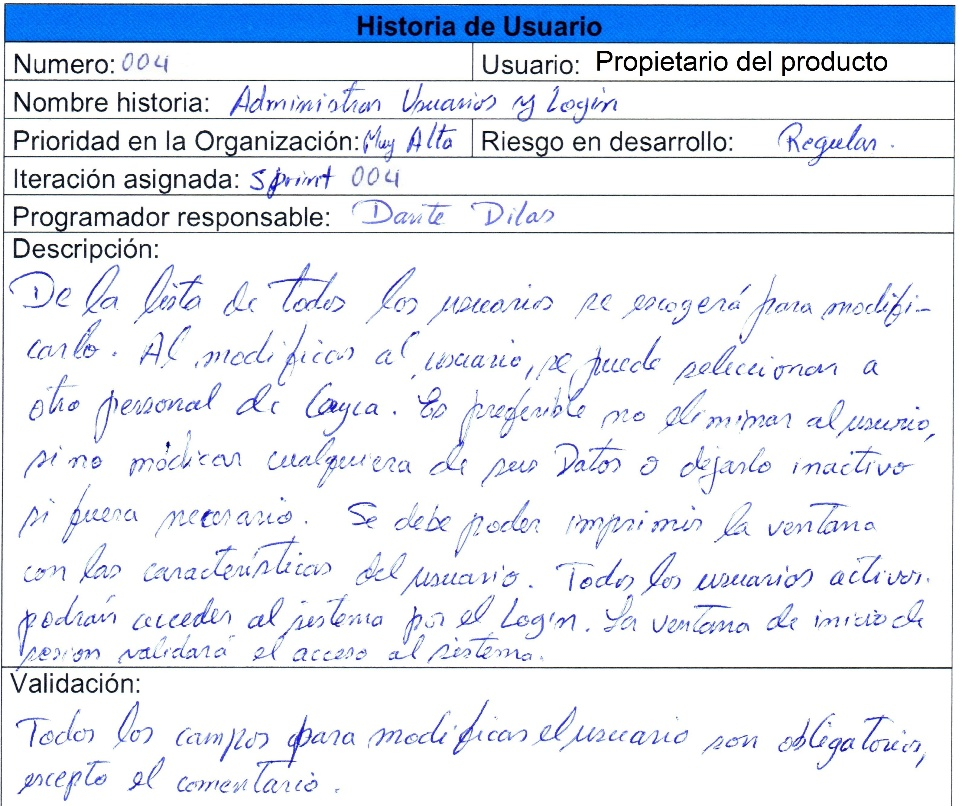 Historia de Usuario
Numero: 004 Usuario: Propietario del producto
Nombre historia: Administrar Usuarios y Login
Prioridad en la Organización: Muy Alta Riesgo en desarrollo: Regular.
Iteración asignada: Sprint 004
Programador responsable: Dante Dilas
Descripción:
De la lista de todos los usuarios se escogerá para modifi-
carlo. Al modificar al usuario, se puede seleccionar a
otro personal de Cayca. Es preferible no eliminar al usuario,
si no módicar cualquiera de sus Datos o dejarlo inactivo
si fuera necesario. Se debe poder imprimir la ventana
con las características del usuario. Todos los usuarios activos
podrán acceder al sistema por el Login. La ventana de inicio de
sesion validará el acceso al sistema.
Validación:
Todos los campos para modificar el usuario son obligatorios,
escepto el comentario.